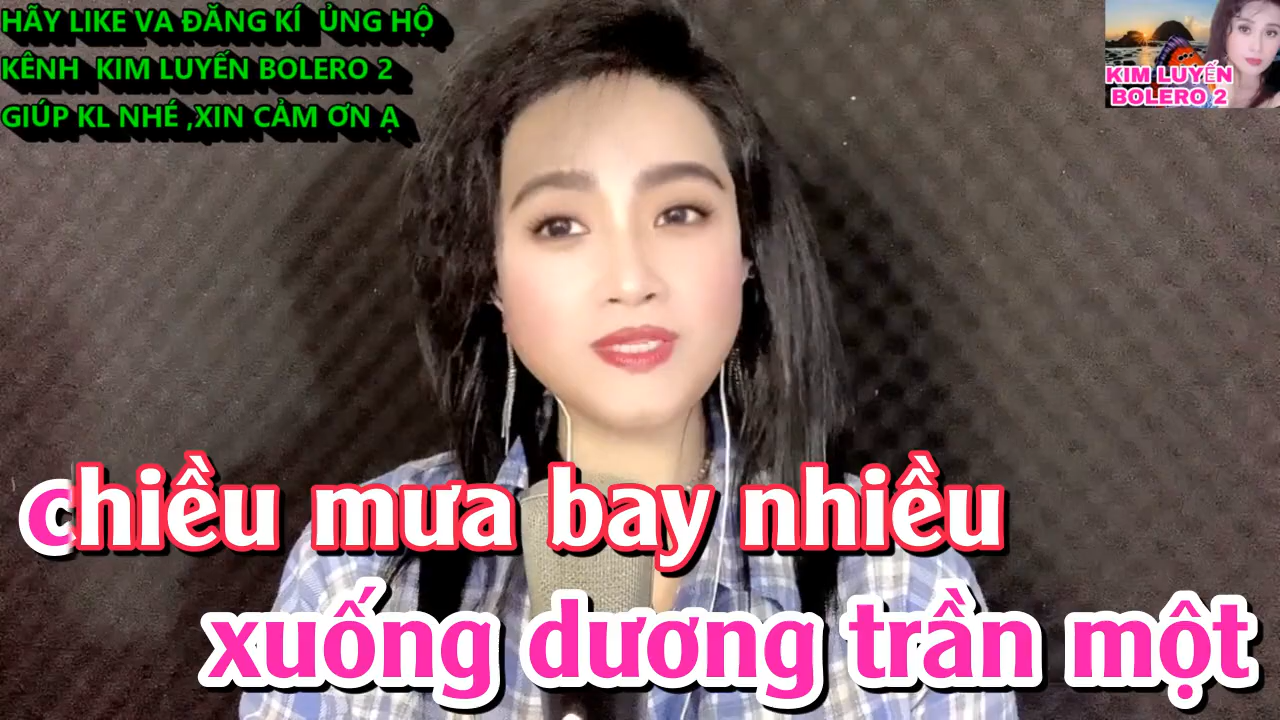 HÃY LIKE VA ĐĂNG KÍ ỦNG HỘ
KÊNH KIM LUYẾN BOLERO 2
GIÚP KL NHÉ ,XIN CẢM ƠN Ạ
KIM LUYẾN
BOLERO 2
chiều mưa bay nhiều
xuống dương trần một